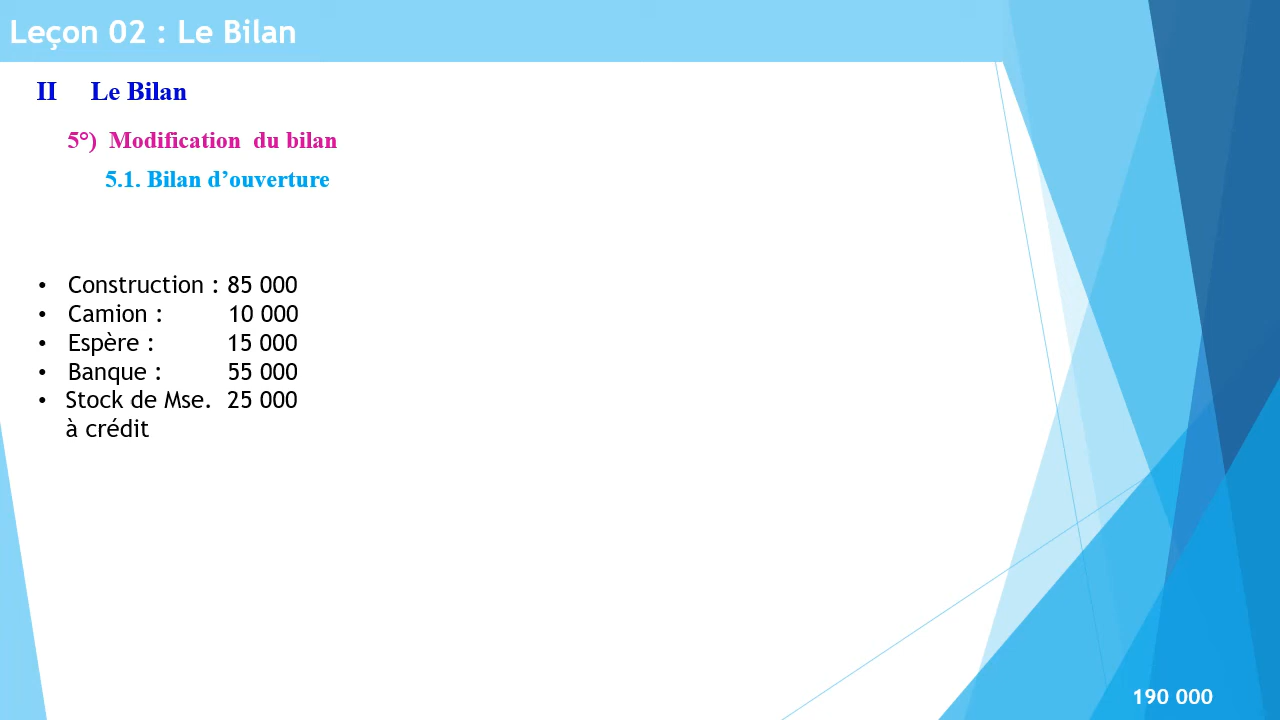 Leçon 02 : Le Bilan
II Le Bilan
5°) Modification du bilan
5.1. Bilan d’ouverture
• Construction : 85 000
• Camion : 10 000
• Espère : 15 000
• Banque : 55 000
• Stock de Mse. 25 000
à crédit
190 000